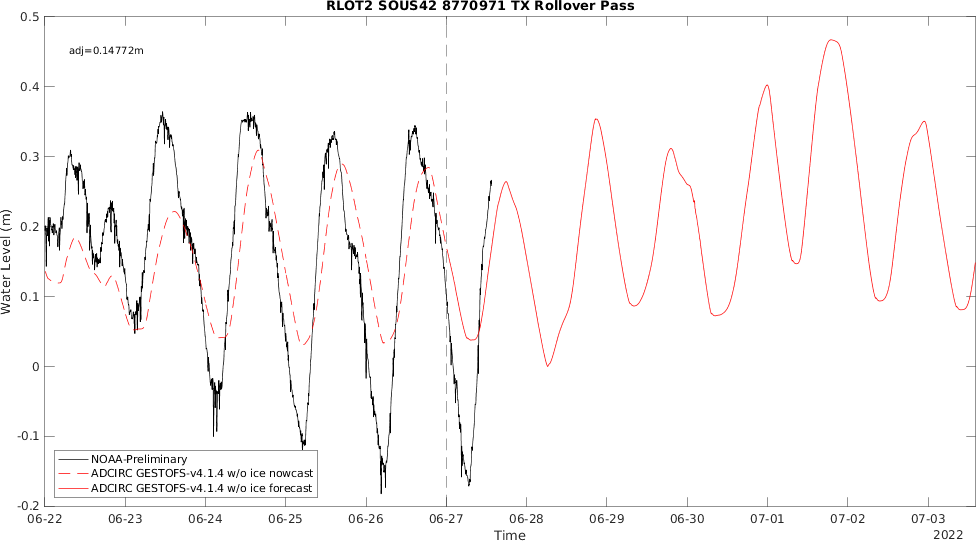 RLOT2 SOUS42 8770971 TX Rollover Pass
adj=0.14772m
0.5
0.4
0.3
0.2
0.1
0
-0.1
-0.2
Water Level (m)
NOAA-Preliminary
ADCIRC GESTOFS-v4.1.4 w/o ice nowcast
ADCIRC GESTOFS-v4.1.4 w/o ice forecast
06-22 06-23 06-24 06-25 06-26 06-27 06-28 06-29 06-30 07-01 07-02 07-03
Time
2022